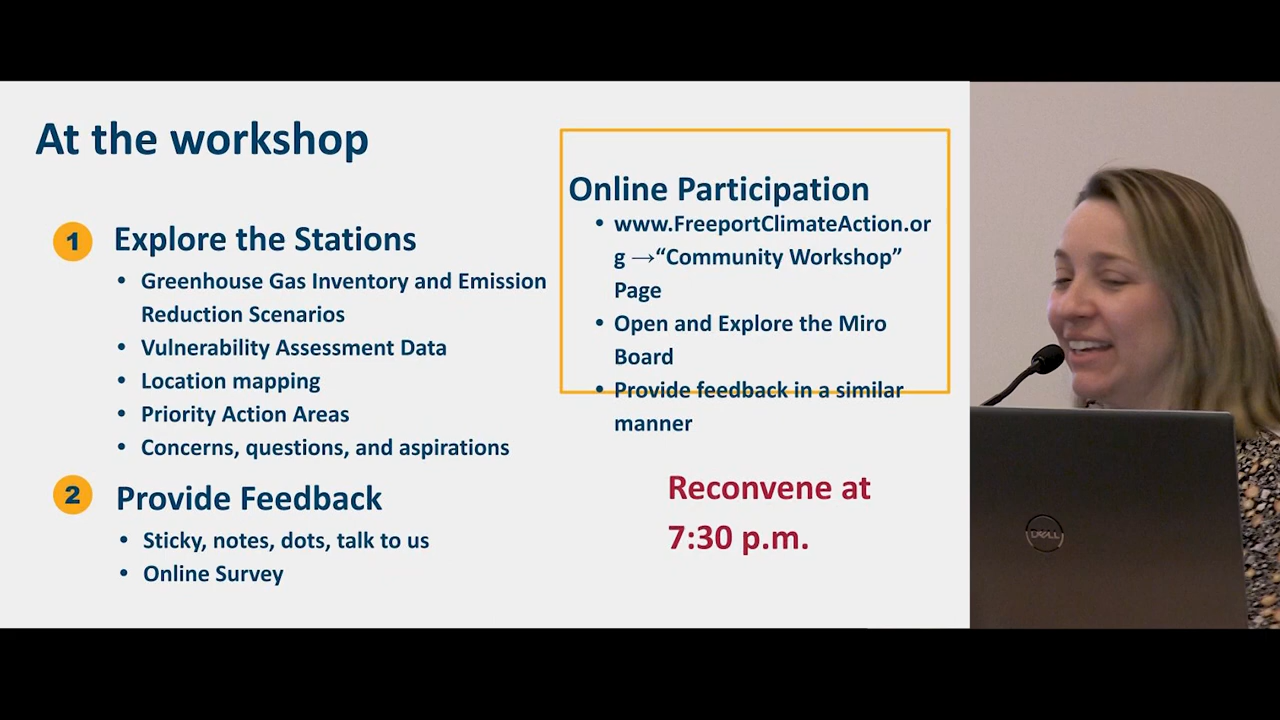 At the workshop
1 Explore the Stations
• Greenhouse Gas Inventory and Emission
Reduction Scenarios
• Vulnerability Assessment Data
• Location mapping
• Priority Action Areas
• Concerns, questions, and aspirations
2 Provide Feedback
• Sticky, notes, dots, talk to us
• Online Survey
Online Participation
• www.FreeportClimateAction.or
g →“Community Workshop”
Page
• Open and Explore the Miro
Board
• Provide feedback in a similar
manner
Reconvene at
7:30 p.m.
DELL